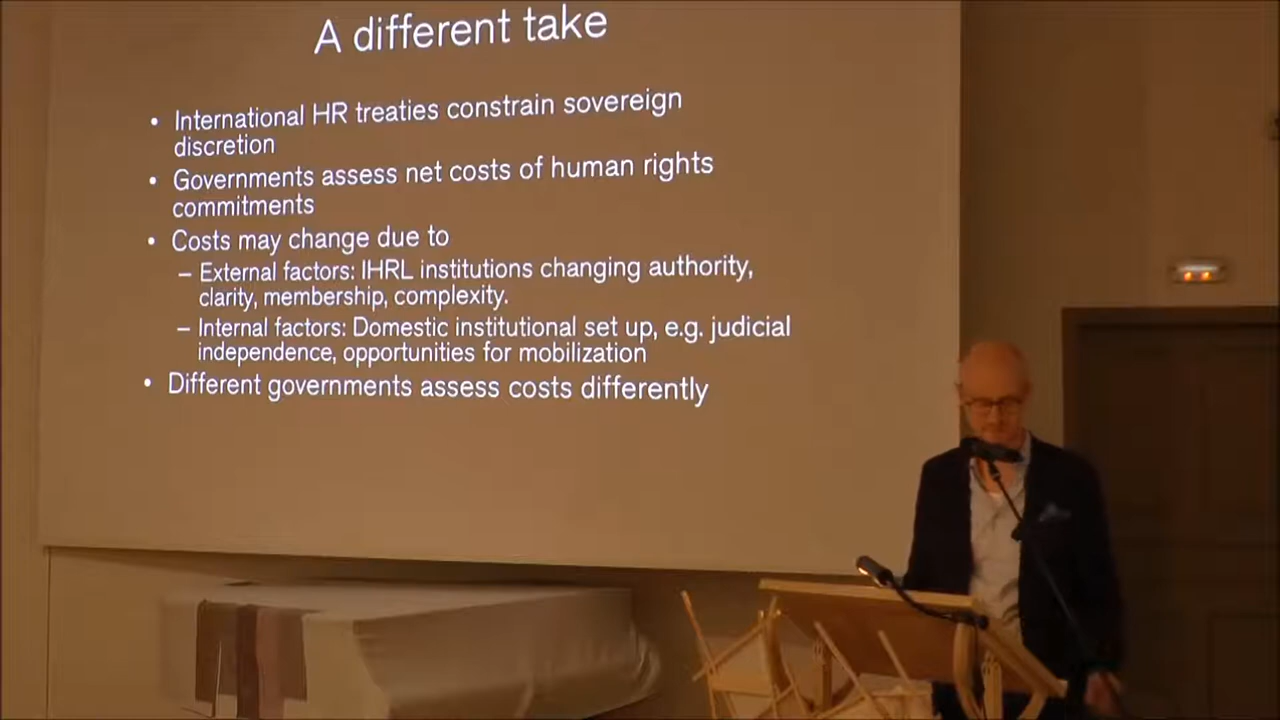 A different take
• International HR treaties constrain sovereign
discretion
• Governments assess net costs of human rights
commitments
• Costs may change due to
– External factors: IHRL institutions changing authority,
clarity, membership, complexity.
– Internal factors: Domestic institutional set up, e.g. judicial
independence, opportunities for mobilization
• Different governments assess costs differently